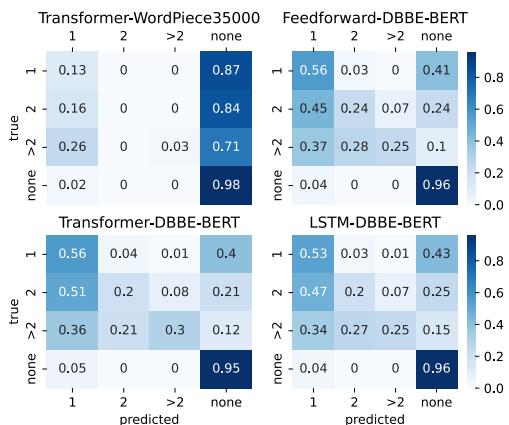 Transformer-WordPiece35000 Feedforward-DBBE-BERT
1 2 >2 none 1 2 >2 none
true
1 0.13 0 0 0.87 1 0.56 0.03 0 0.41 0.8
2 0.16 0 0 0.84 2 0.45 0.24 0.07 0.24 0.6
>2 0.26 0 0.03 0.71 >2 0.37 0.28 0.25 0.1 0.4
0.2
none 0.02 0 0 0.98 none 0.04 0 0 0.96 0.0
Transformer-DBBE-BERT LSTM-DBBE-BERT
true
1 0.56 0.04 0.01 0.4 1 0.53 0.03 0.01 0.43 0.8
2 0.51 0.2 0.08 0.21 2 0.47 0.2 0.07 0.25 0.6
>2 0.36 0.21 0.3 0.12 >2 0.34 0.27 0.25 0.15 0.4
0.2
none 0.05 0 0 0.95 none 0.04 0 0 0.96 0.0
1 2 >2 none 1 2 >2 none
predicted predicted